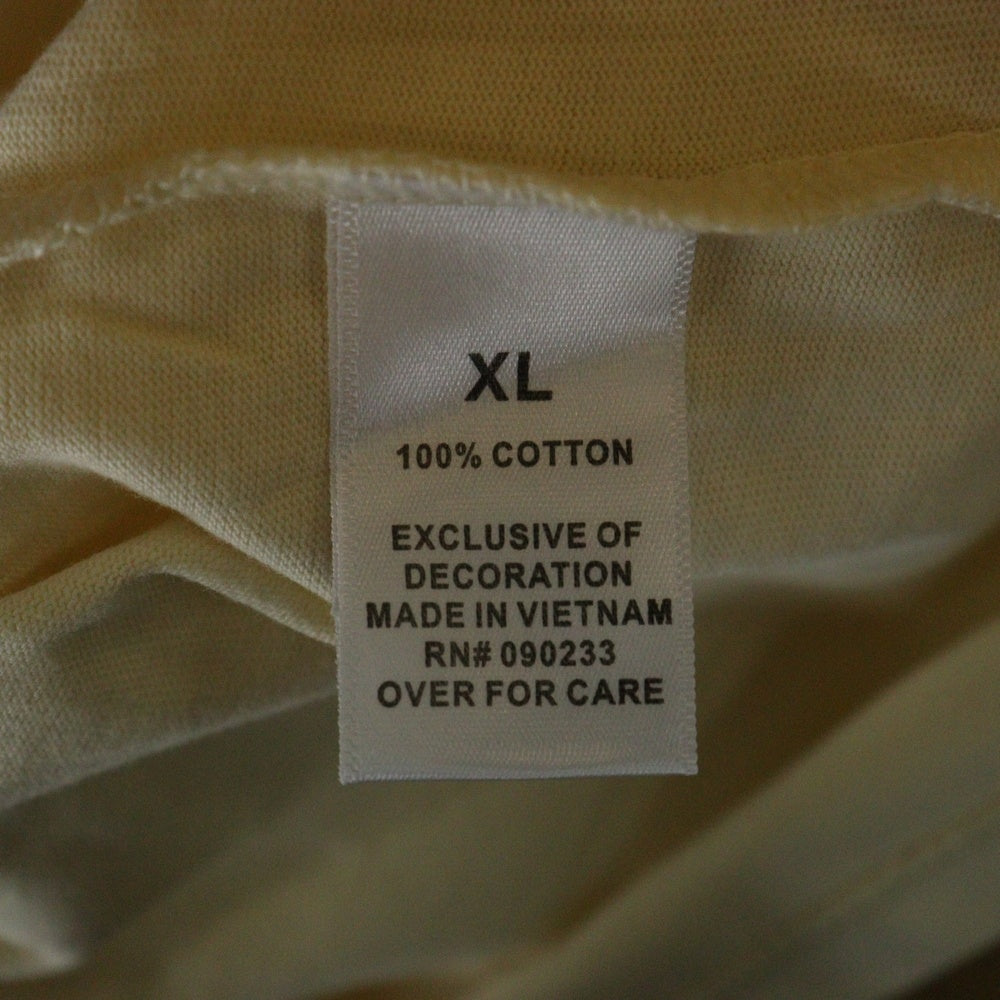 XL
100% COTTON
EXCLUSIVE OF
DECORATION
MADE IN VIETNAM
RN# 090233
OVER FOR CARE